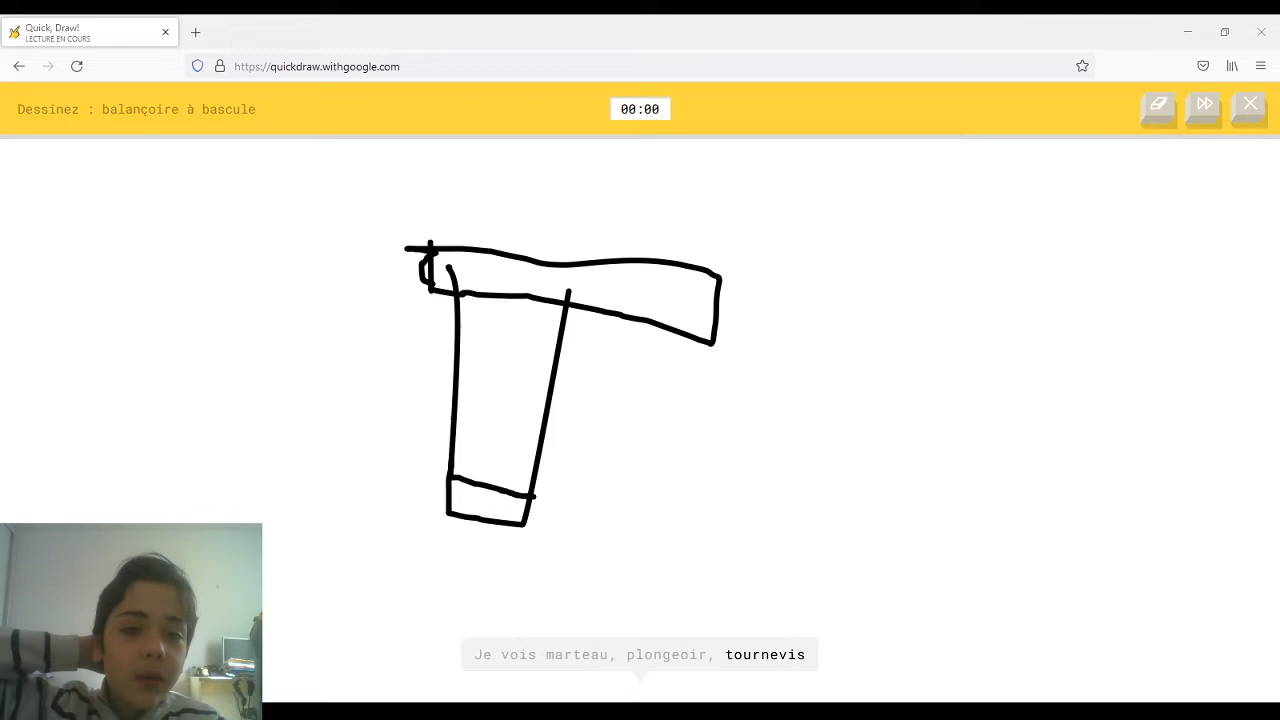 Quick, Draw!
LECTURE EN COURS
https://quickdraw.withgoogle.com
Dessinez : balançoire à bascule
00:00
Je vois marteau, plongeoir, tournevis